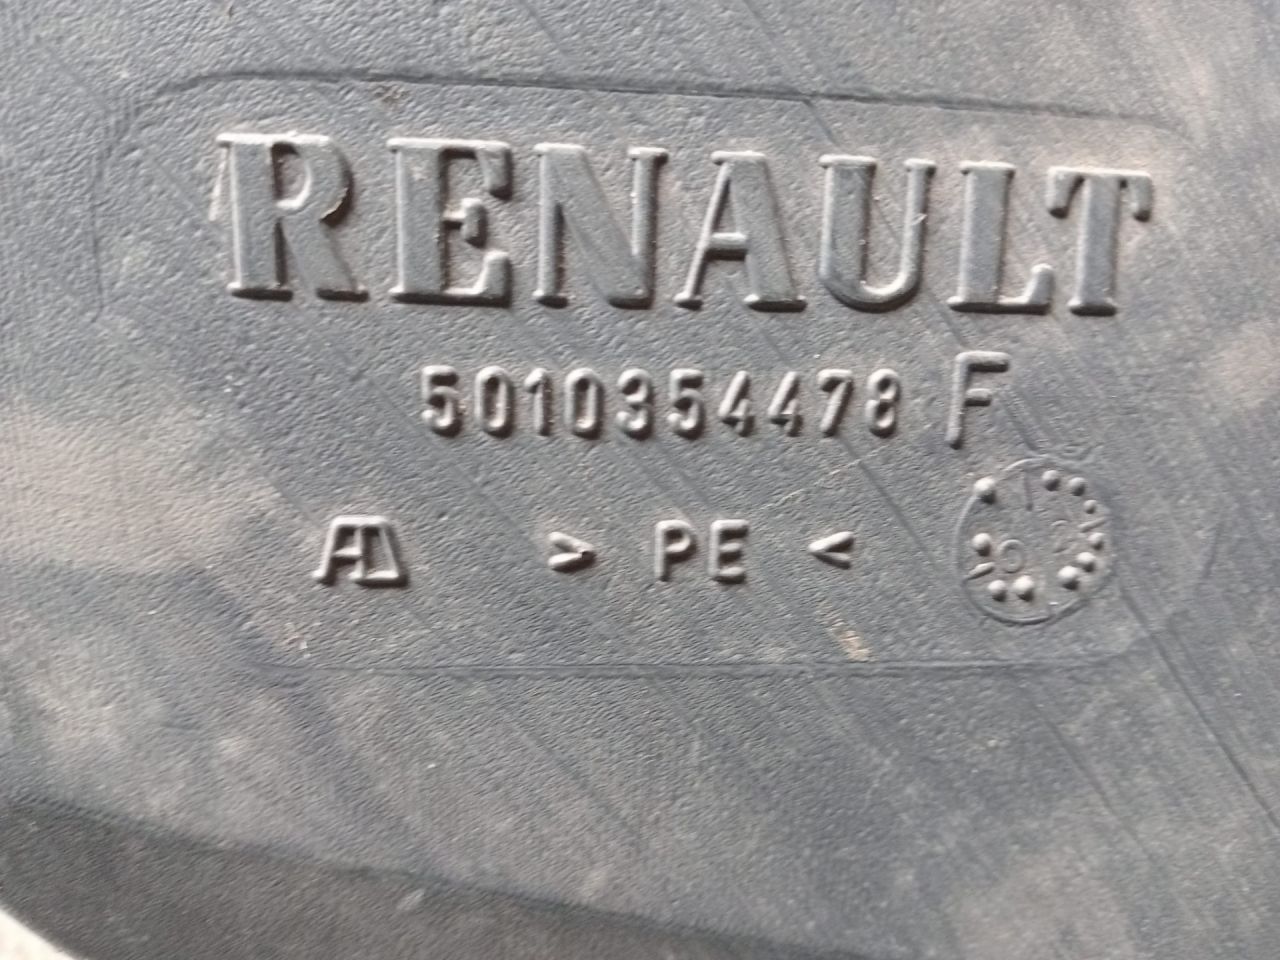 RENAULT
5010354478 F
> PE <